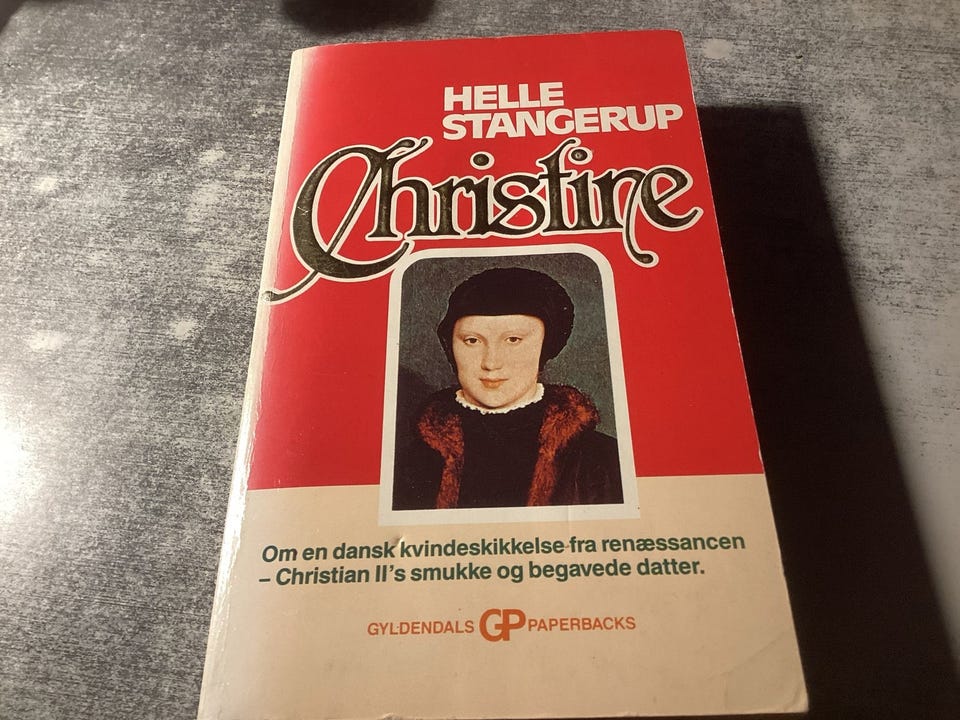 HELLE
STANGERUP
Christine
Om en dansk kvindeskikkelse fra renæssancen
– Christian II's smukke og begavede datter.
GYLDENDALS GP PAPERBACKS